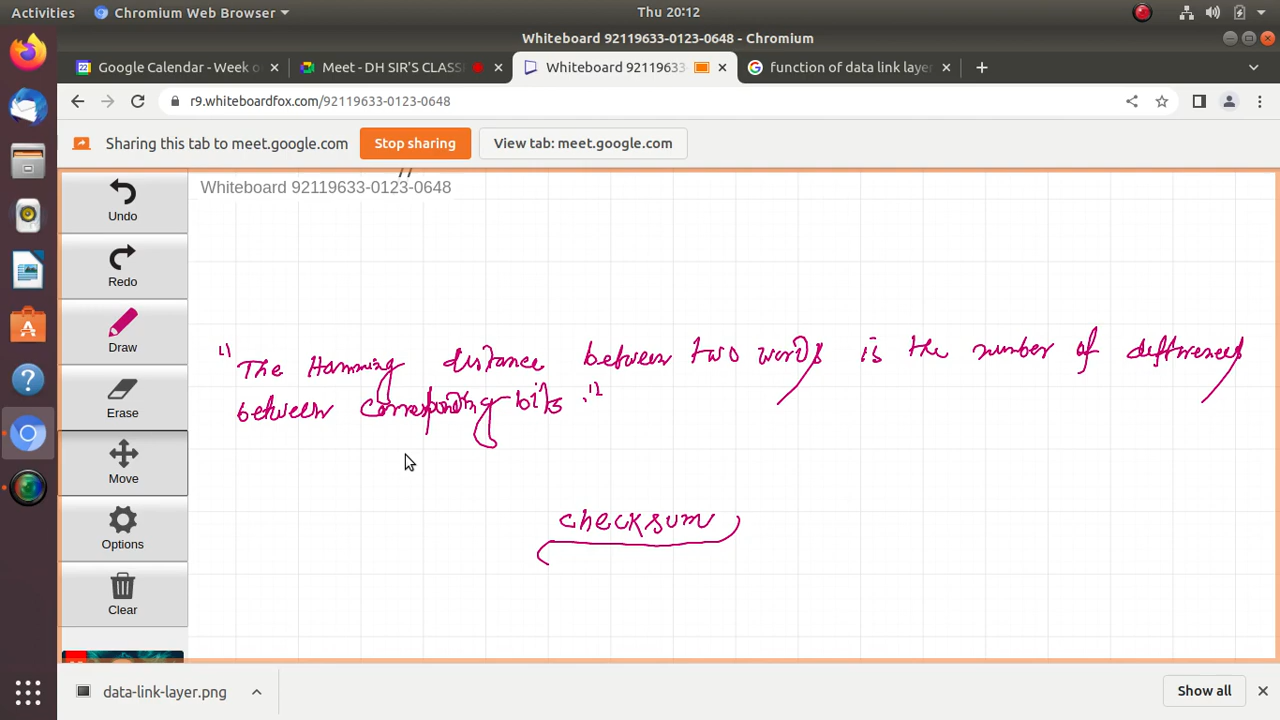 Activities
Chromium Web Browser
Thu 20:12
Whiteboard 92119633-0123-0648 - Chromium
Google Calendar - Week o
Meet - DH SIR'S CLASS
Whiteboard 92119633
function of data link layer
r9.whiteboardfox.com/92119633-0123-0648
Sharing this tab to meet.google.com
Stop sharing
View tab: meet.google.com
Whiteboard 92119633-0123-0648
Undo
Redo
Draw
Erase
Move
Options
Clear
"The Hamming distance between two words is the number of differences
between corresponding bits."
checksum
data-link-layer.png
Show all